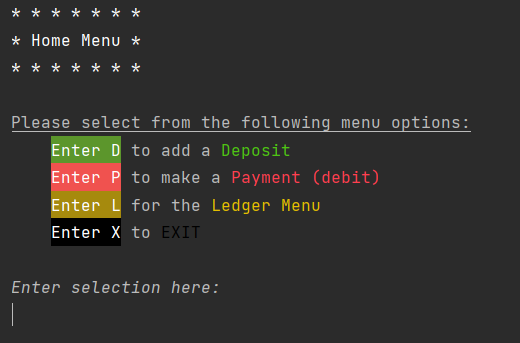 * * * * * * *
* Home Menu *
* * * * * * *
Please select from the following menu options:
Enter D to add a Deposit
Enter P to make a Payment (debit)
Enter L for the Ledger Menu
Enter X to EXIT
Enter selection here: